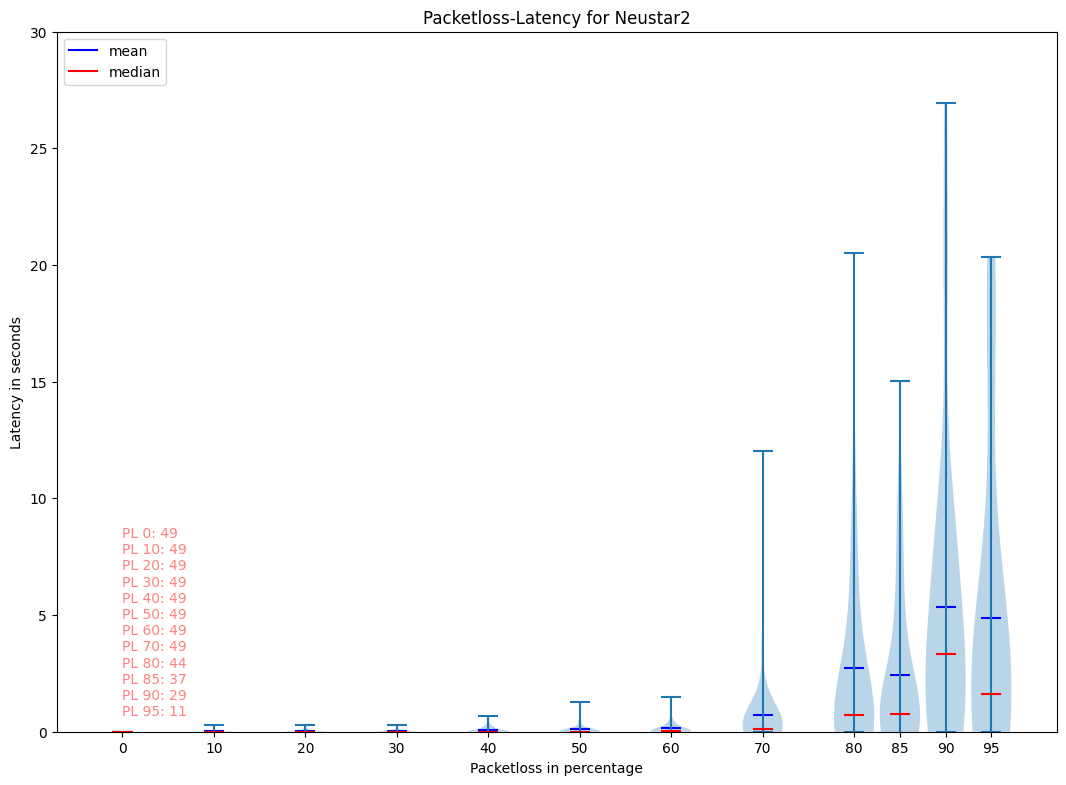 Packetloss-Latency for Neustar2
mean
median
30
25
20
15
10
5
0
Latency in seconds
PL 0: 49
PL 10: 49
PL 20: 49
PL 30: 49
PL 40: 49
PL 50: 49
PL 60: 49
PL 70: 49
PL 80: 44
PL 85: 37
PL 90: 29
PL 95: 11
0 10 20 30 40 50 60 70 80 85 90 95
Packetloss in percentage